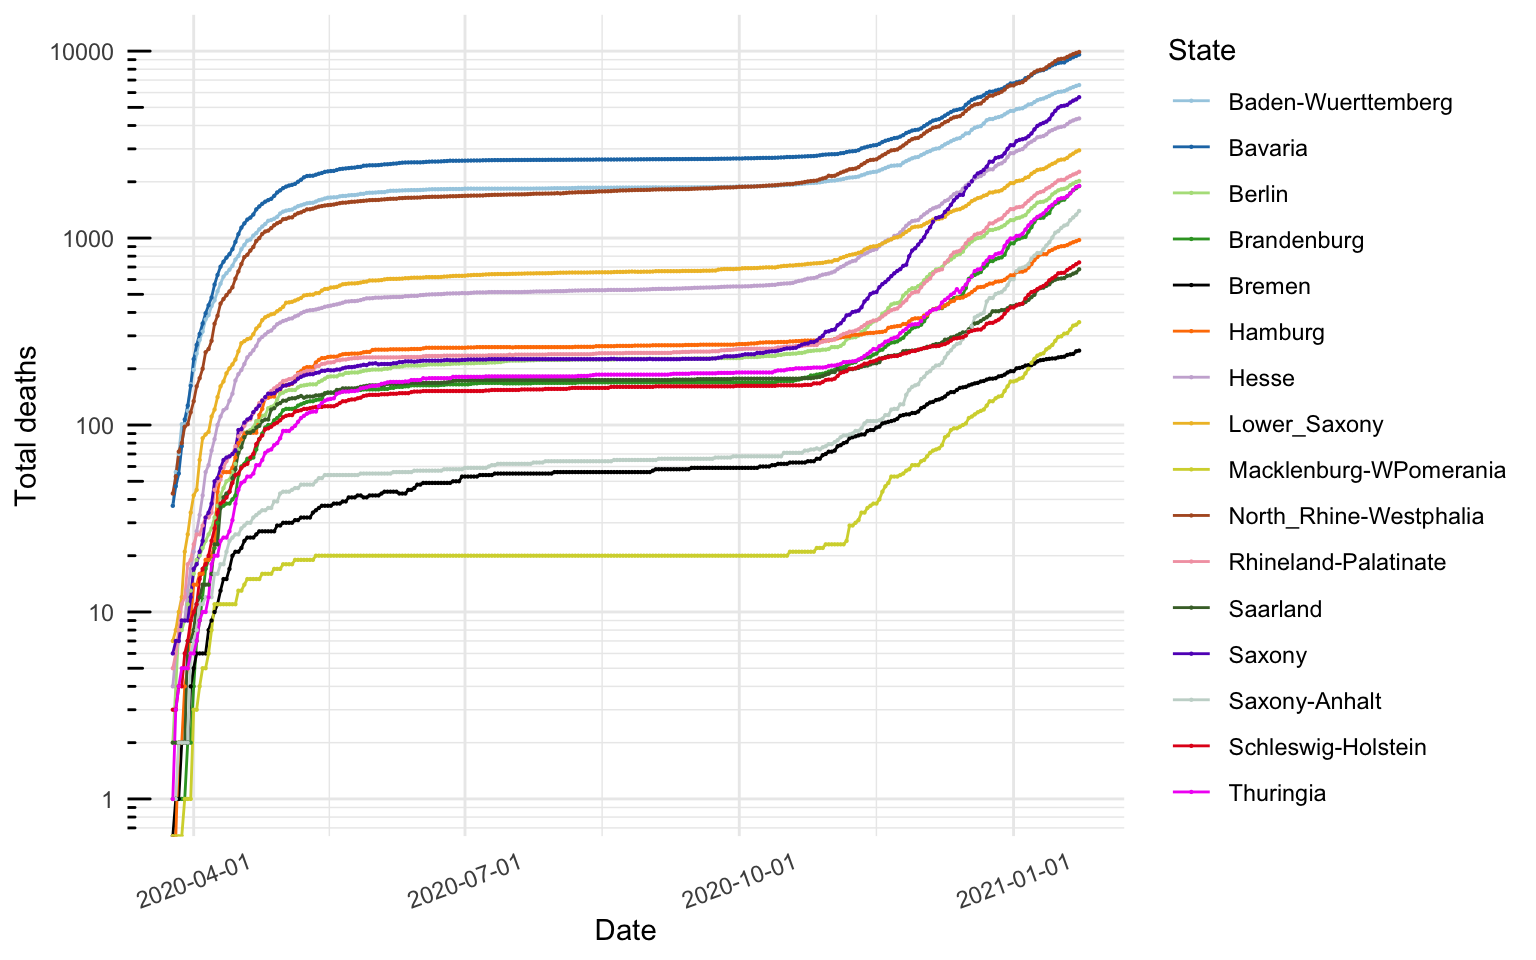 Total deaths
10000
1000
100
10
1
2020-04-01
2020-07-01
2020-10-01
2021-01-01
Date
State
Baden-Wuerttemberg
Bavaria
Berlin
Brandenburg
Bremen
Hamburg
Hesse
Lower_Saxony
Macklenburg-WPomerania
North_Rhine-Westphalia
Rhineland-Palatinate
Saarland
Saxony
Saxony-Anhalt
Schleswig-Holstein
Thuringia